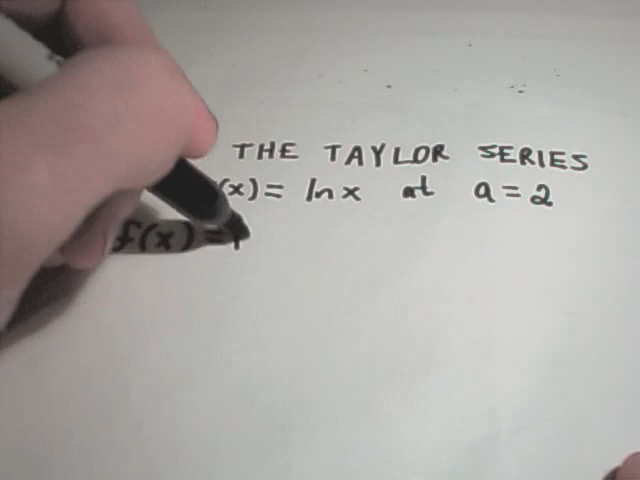 THE TAYLOR SERIES
(x) = ln x at a = 2
f(x) =